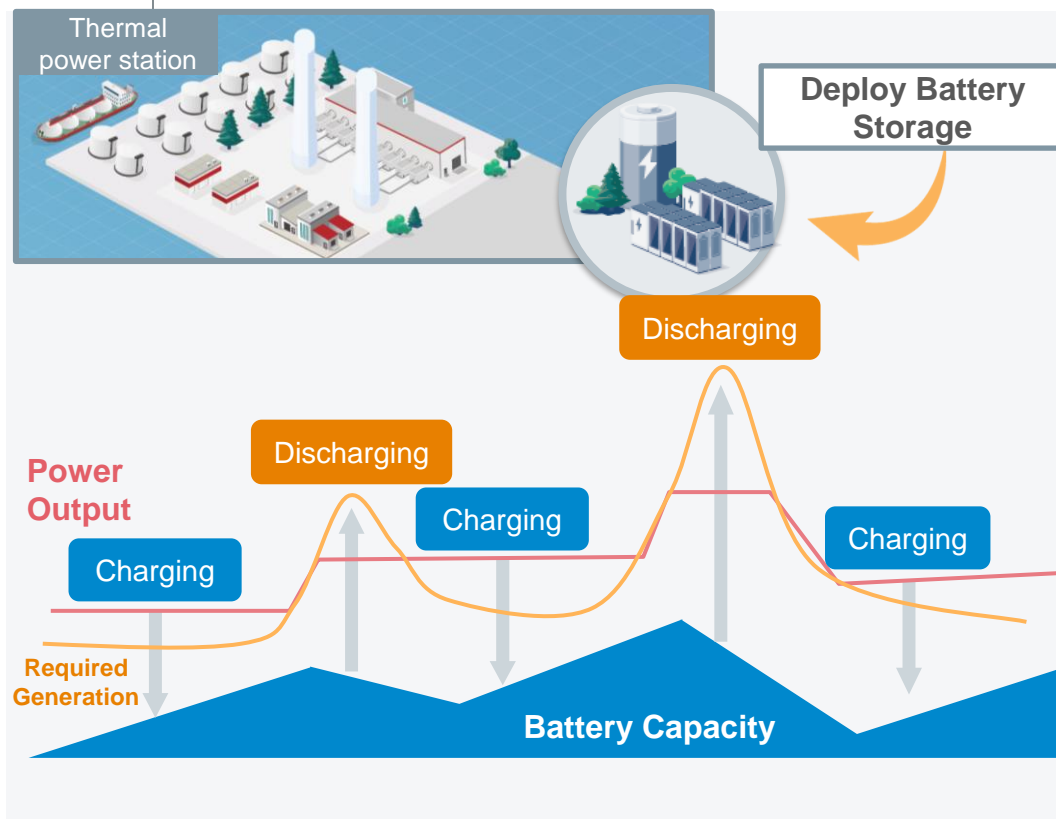 Thermal
power station
Deploy Battery
Storage
Discharging
Discharging
Power
Output
Charging
Charging
Charging
Required
Generation
Battery Capacity